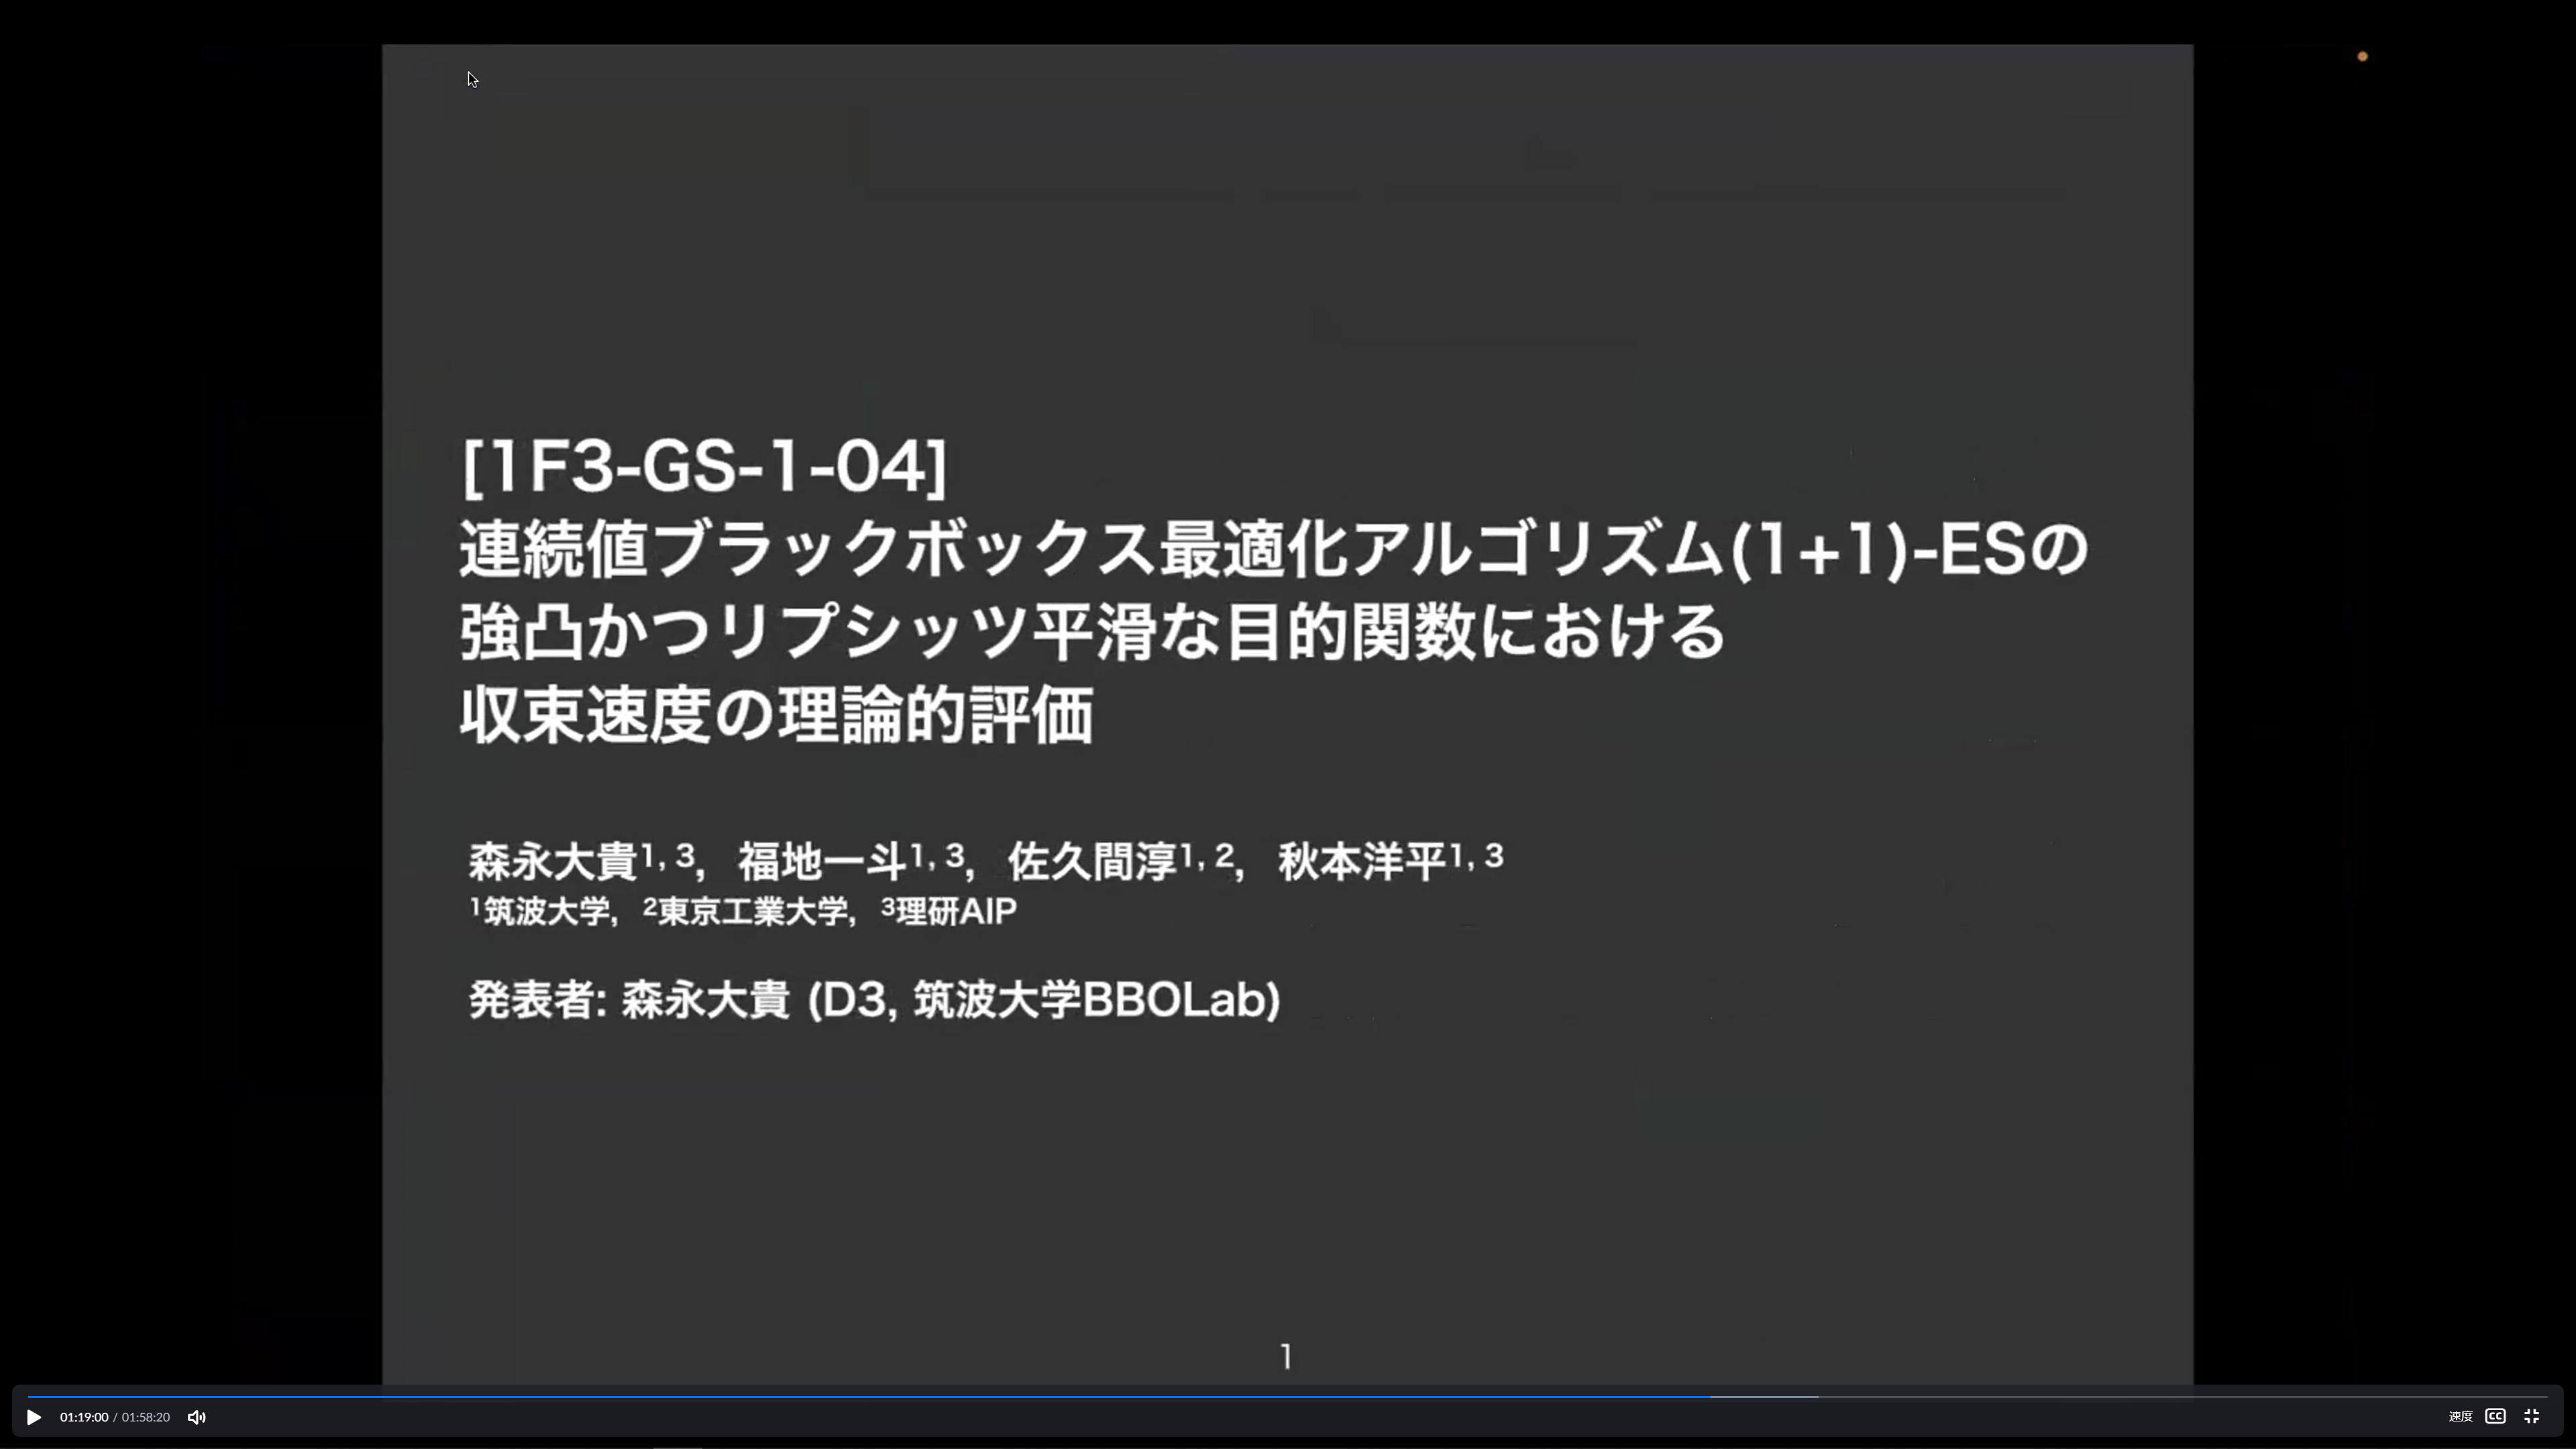 [1F3-GS-1-04]
連続値ブラックボックス最適化アルゴリズム(1+1)-ESの
強凸かつリプシッツ平滑な目的関数における
収束速度の理論的評価
森永大貴1, 3,  福地一斗1, 3,  佐久間淳1, 2,  秋本洋平1, 3
1筑波大学,  2東京工業大学,  3理研AIP
発表者: 森永大貴 (D3, 筑波大学BBOLab)
1
01:19:00 / 01:58:20 速度 CC